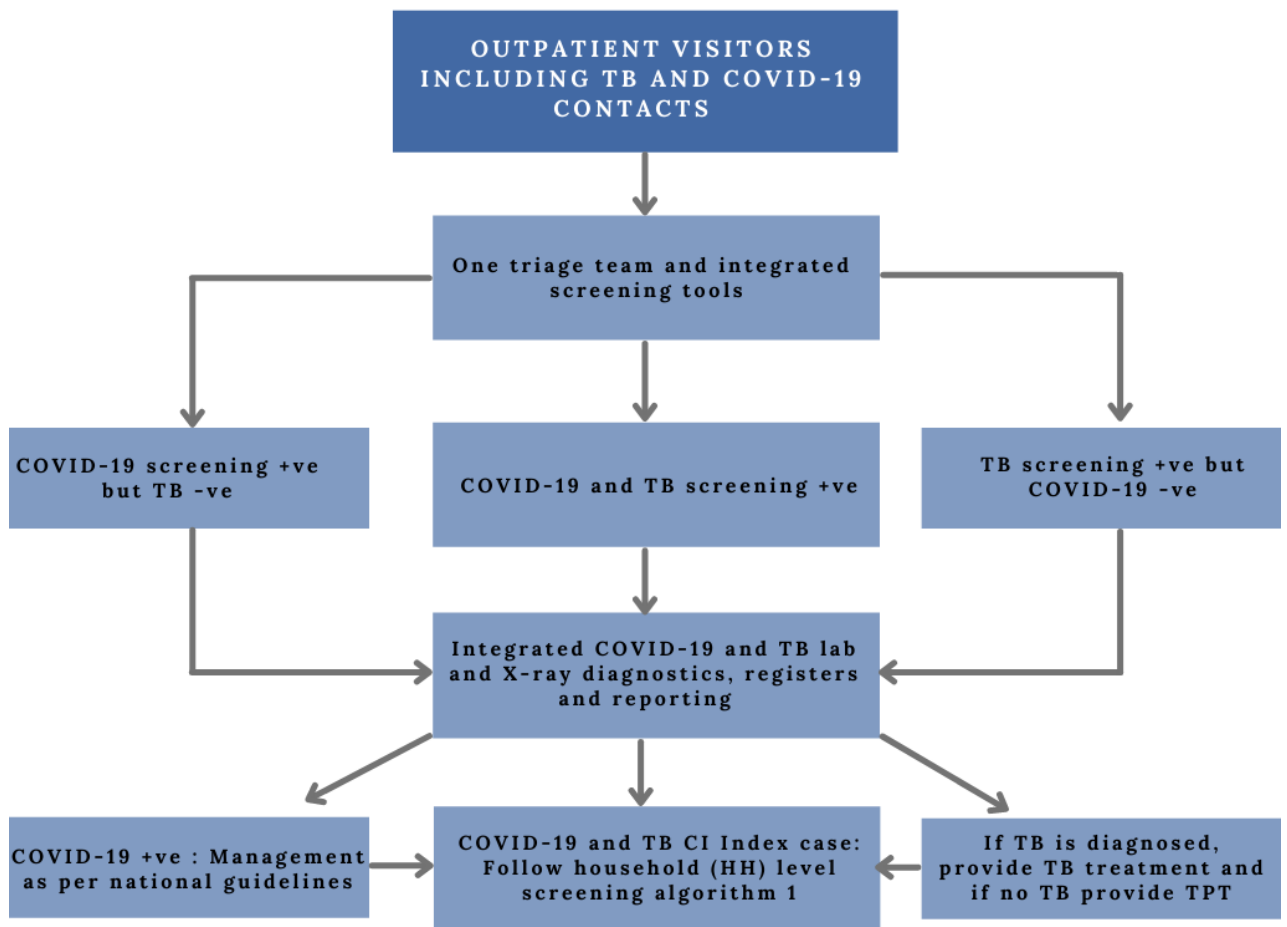 OUTPATIENT VISITORS
INCLUDING TB AND COVID-19
CONTACTS
One triage team and integrated
screening tools
COVID-19 screening +ve
but TB -ve
COVID-19 and TB screening +ve
TB screening +ve but
COVID-19 -ve
Integrated COVID-19 and TB lab
and X-ray diagnostics, registers
and reporting
COVID-19 +ve : Management
as per national guidelines
COVID-19 and TB CI Index case:
Follow household (HH) level
screening algorithm 1
If TB is diagnosed,
provide TB treatment and
if no TB provide TPT